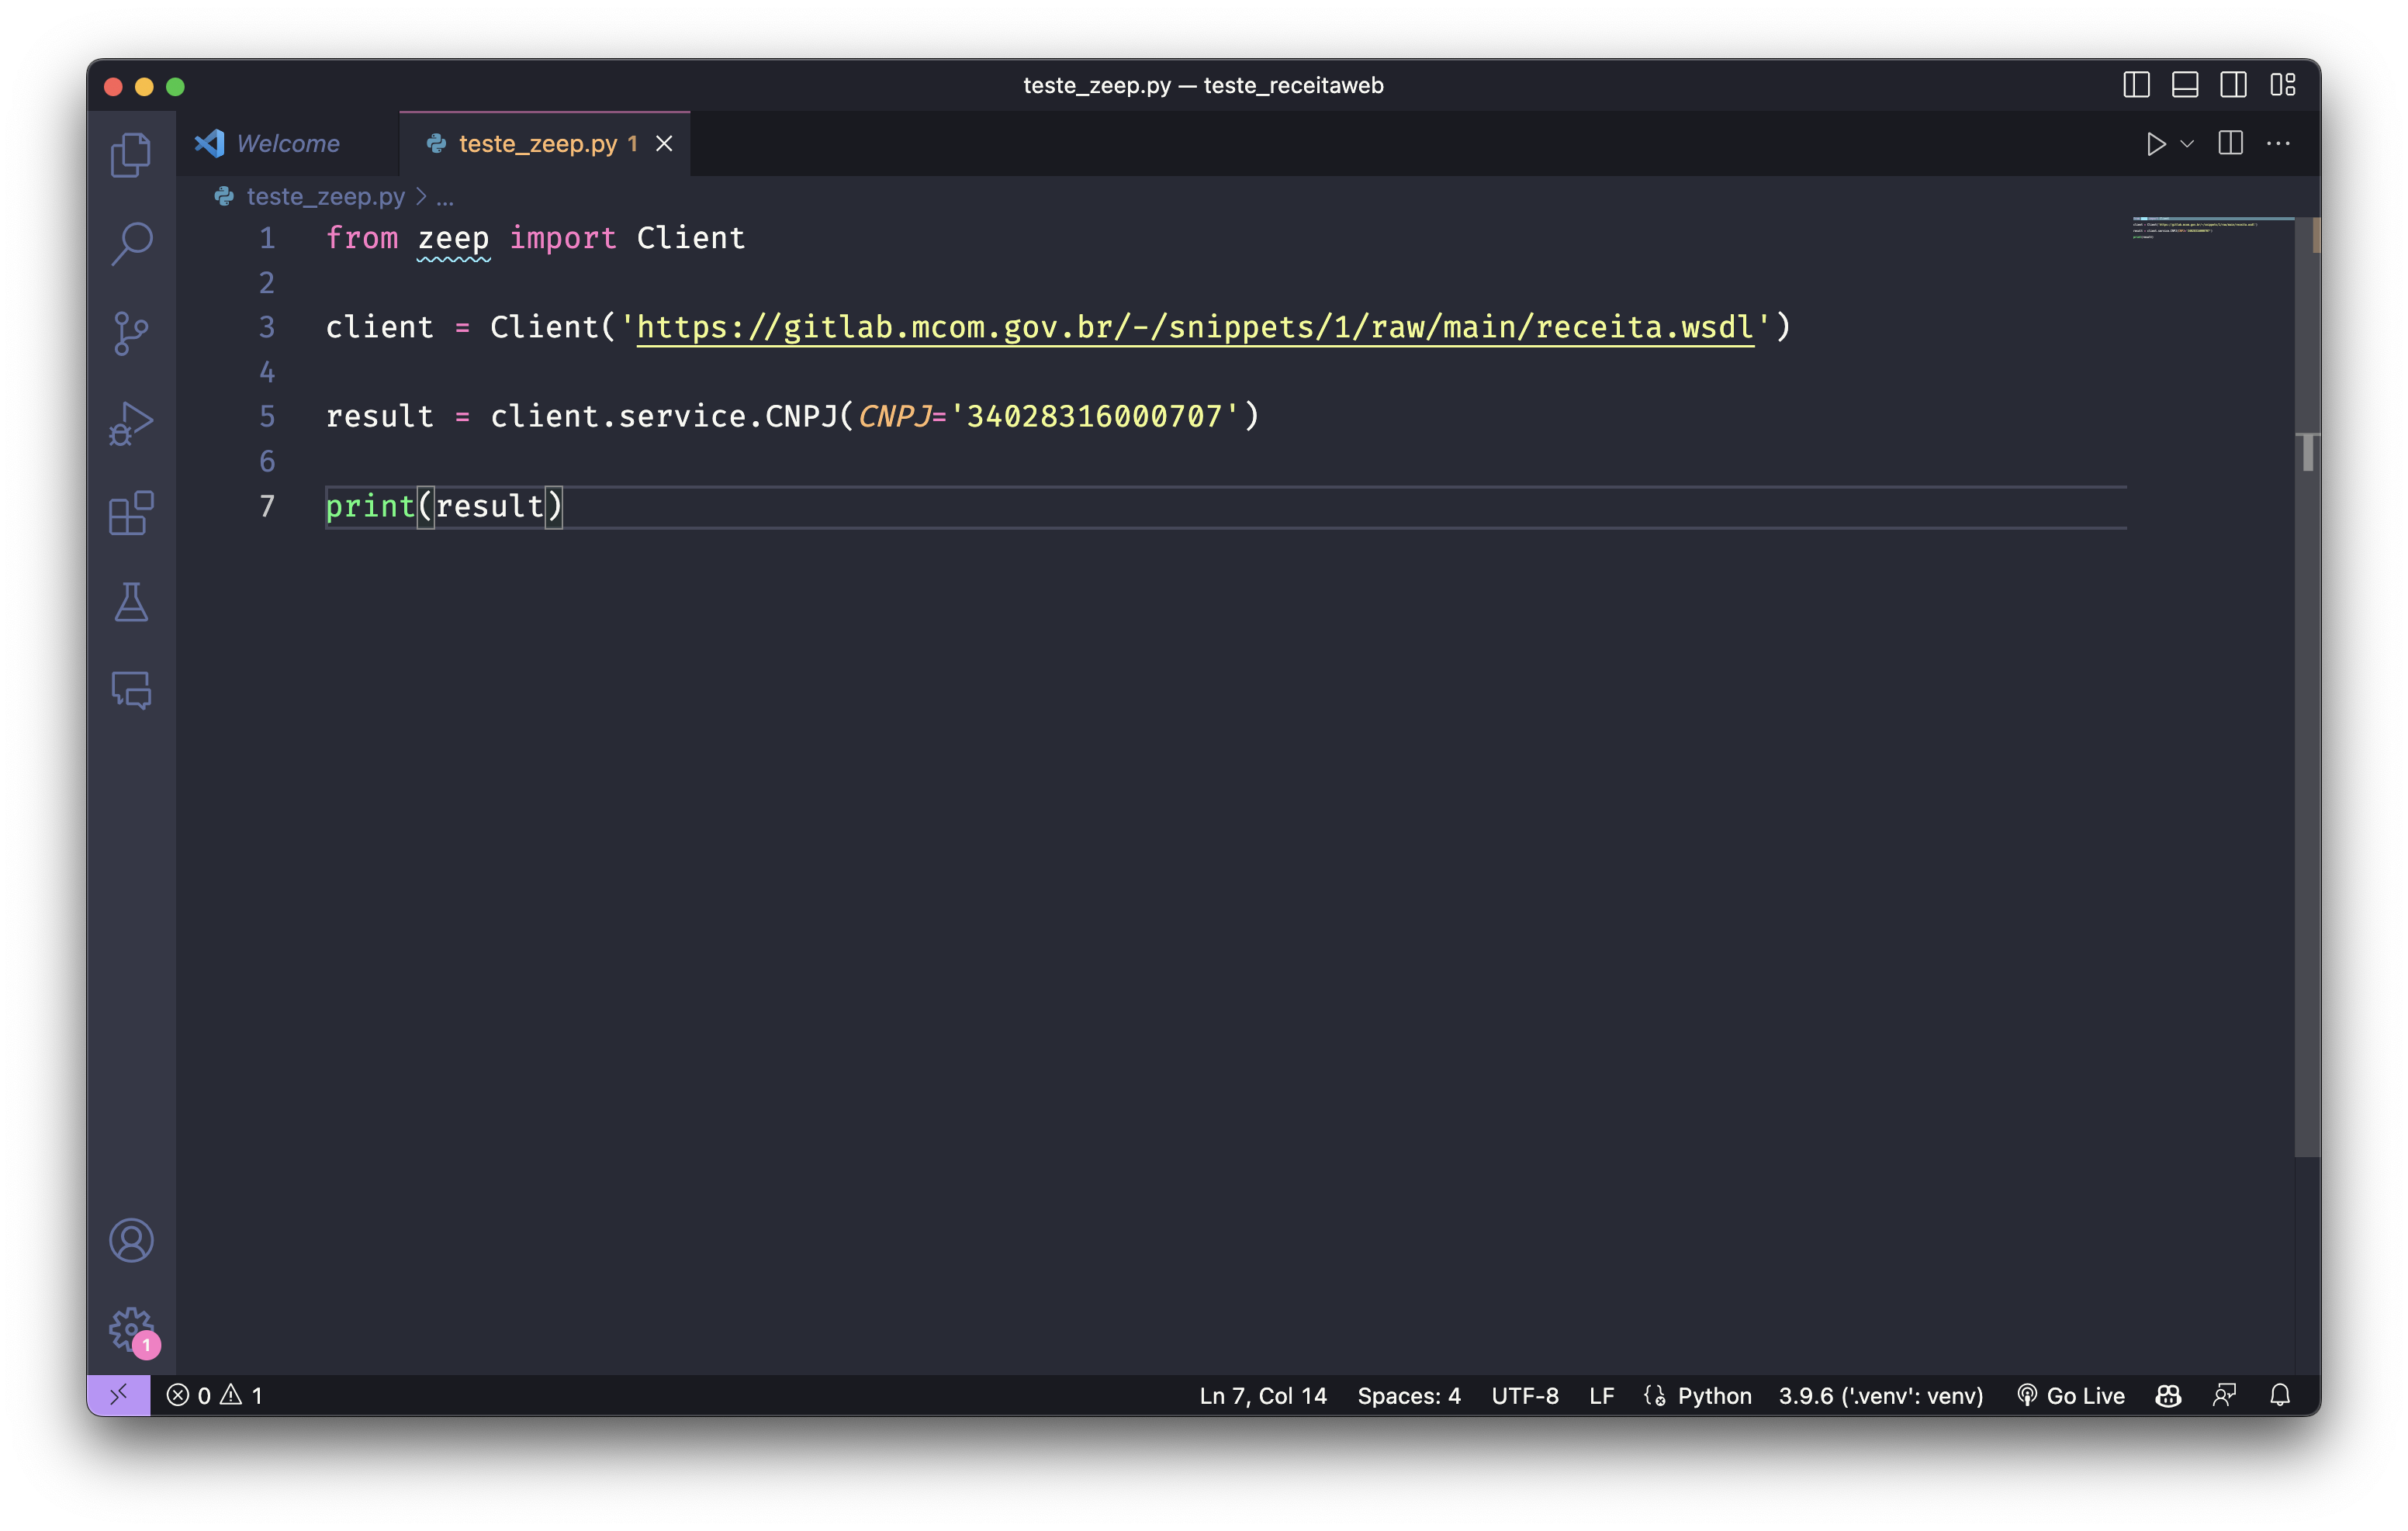 teste_zeep.py — teste_receitaweb
Welcome
teste_zeep.py 1
teste_zeep.py > ...
1 from zeep import Client
2
3 client = Client('https://gitlab.mcom.gov.br/-/snippets/1/raw/main/receita.wsdl')
4
5 result = client.service.CNPJ(CNPJ='34028316000707')
6
7 print(result)
1
0 1 Ln 7, Col 14 Spaces: 4 UTF-8 LF Python 3.9.6 ('.venv': venv) Go Live